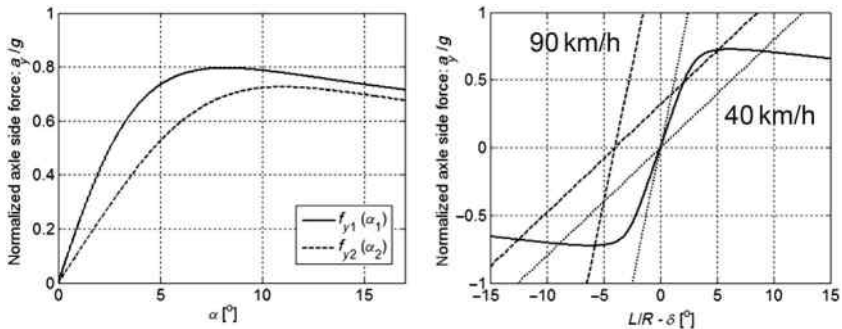 Normalized axle side force: a_y/g
1
0.8
0.6
0.4
0.2
0
0
5
10
15
α [°]
f_y1 (α_1)
f_y2 (α_2)
Normalized axle side force: a_y/g
1
0.5
0
−0.5
−1
−15
−10
−5
0
5
10
15
L/R - δ [°]
90 km/h
40 km/h